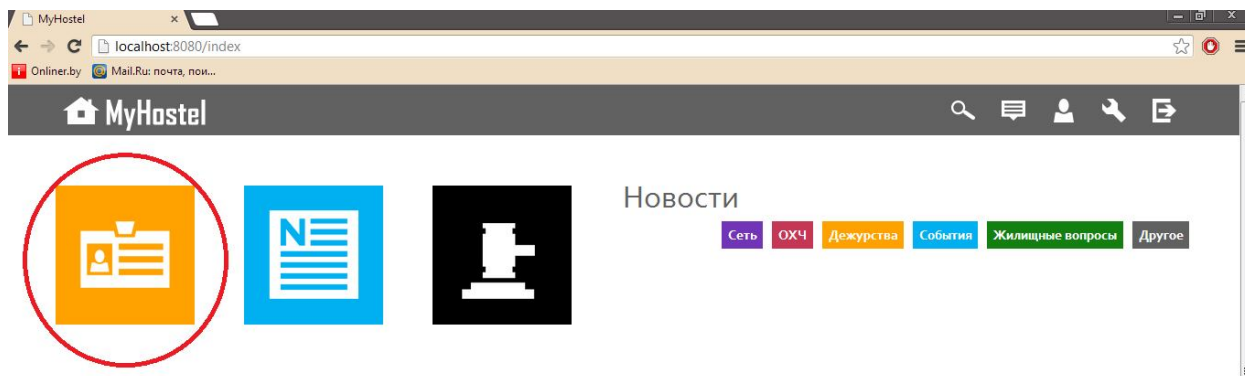 MyHostel
localhost:8080/index
Onliner.by Mail.Ru: почта, пои...
MyHostel
N
Новости
Сеть ОХЧ Дежурства События Жилищные вопросы Другое